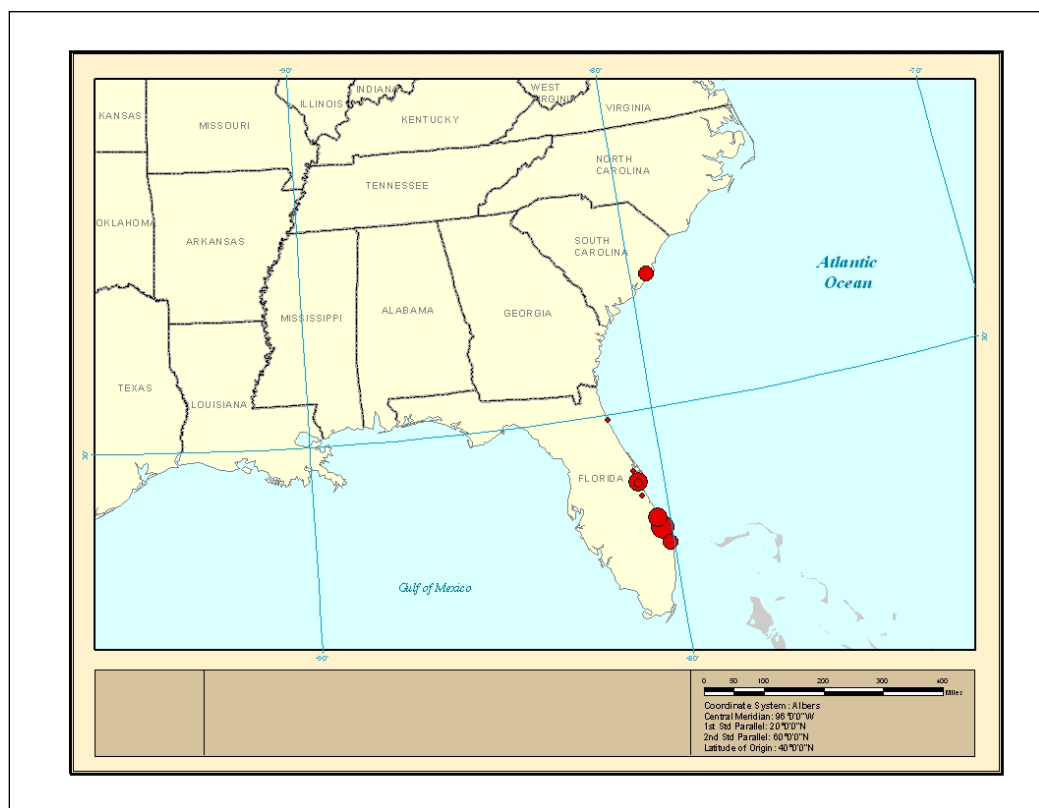 -90°
-80°
-70°
KANSAS
MISSOURI
ILLINOIS
INDIANA
KENTUCKY
WEST
VIRGINIA
VIRGINIA
NORTH
CAROLINA
TENNESSEE
OKLAHOMA
ARKANSAS
SOUTH
CAROLINA
Atlantic
Ocean
MISSISSIPPI
ALABAMA
GEORGIA
30°
TEXAS
LOUISIANA
30°
FLORIDA
Gulf of Mexico
-90°
-80°
0 50 100 200 300 400
Miles
Coordinate System: Albers
Central Meridian: 96°0'0"W
1st Std Parallel: 20°0'0"N
2nd Std Parallel: 60°0'0"N
Latitude of Origin: 40°0'0"N